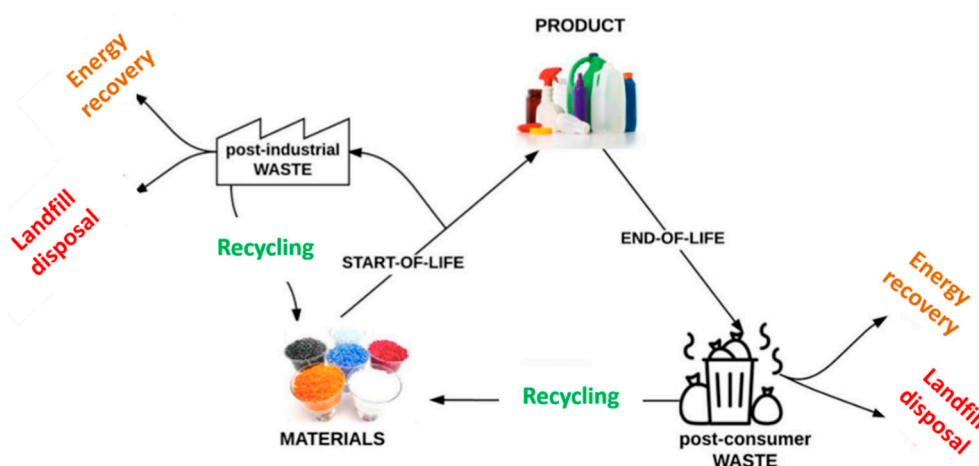 PRODUCT
Energy
recovery
post-industrial
WASTE
Landfill
disposal
Recycling
START-OF-LIFE
END-OF-LIFE
Energy
recovery
MATERIALS
Recycling
post-consumer
WASTE
Landfill
disposal